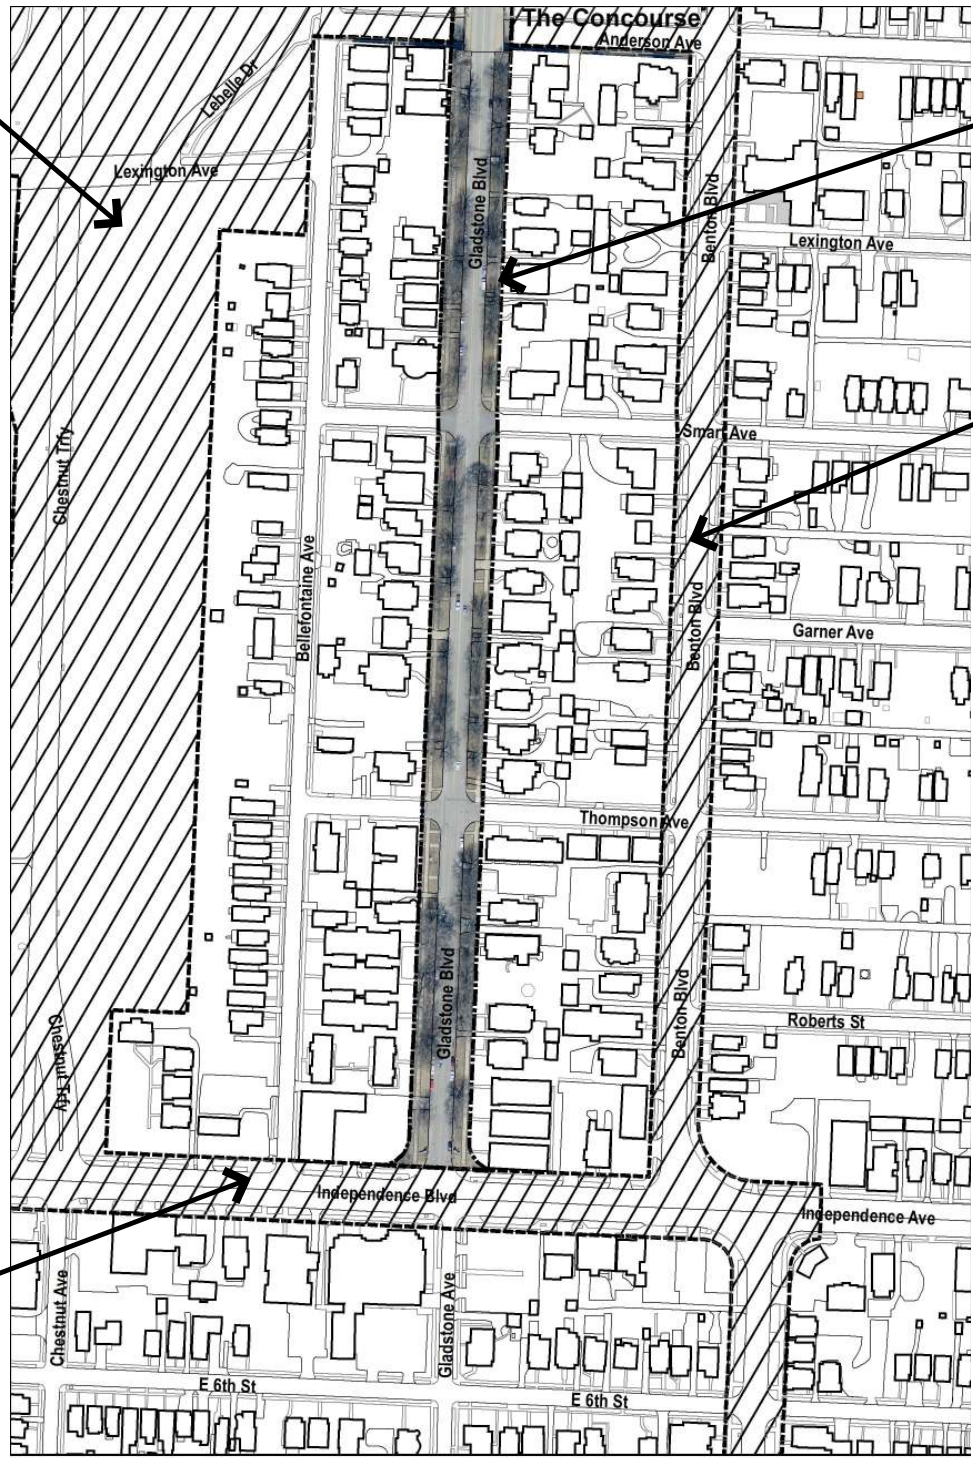 The Concourse
Anderson Ave
Lebelle Dr
Lexington Ave
Gladstone Blvd
Benton Blvd
Lexington Ave
Chestnut Trfy
Smart Ave
Bellefontaine Ave
Benton Blvd
Garner Ave
Thompson Ave
Gladstone Blvd
Benton Blvd
Chestnut Trfy
Roberts St
Independence Blvd
Independence Ave
Chestnut Ave
Gladstone Ave
E 6th St
E 6th St